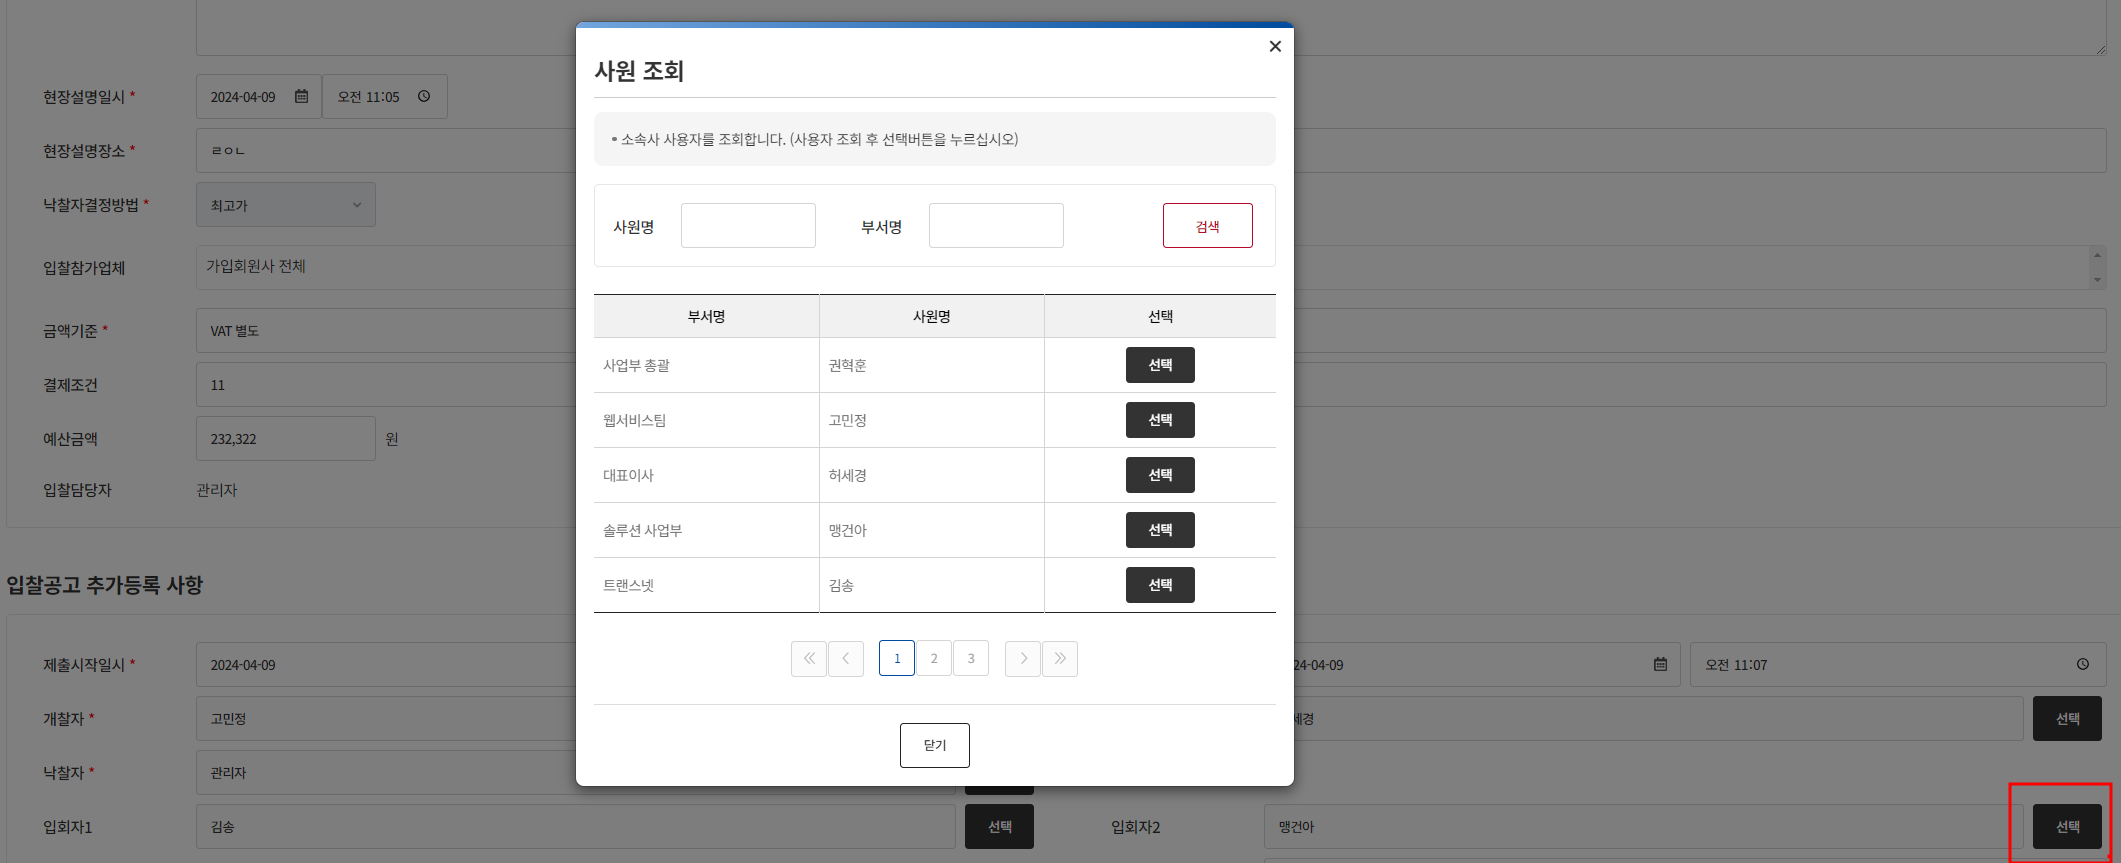 사원 조회
• 소속사 사용자를 조회합니다. (사용자 조회 후 선택버튼을 누르십시오)
사원명
부서명
검색
부서명 사원명 선택
사업부 총괄 권혁훈 선택
웹서비스팀 고민정 선택
대표이사 허세경 선택
솔루션 사업부 맹건아 선택
트랜스넷 김송 선택
1 2 3
닫기
현장설명일시 * 2024-04-09 오전 11:05
현장설명장소 * ㄹㅇㄴ
낙찰자결정방법 * 최고가
입찰참가업체 가입회원사 전체
금액기준 * VAT 별도
결제조건 11
예산금액 232,322 원
입찰담당자 관리자
입찰공고 추가등록 사항
제출시작일시 * 2024-04-09 24-04-09 오전 11:07
개찰자 * 고민정 세경 선택
낙찰자 * 관리자
입회자1 김송 선택 입회자2 맹건아 선택